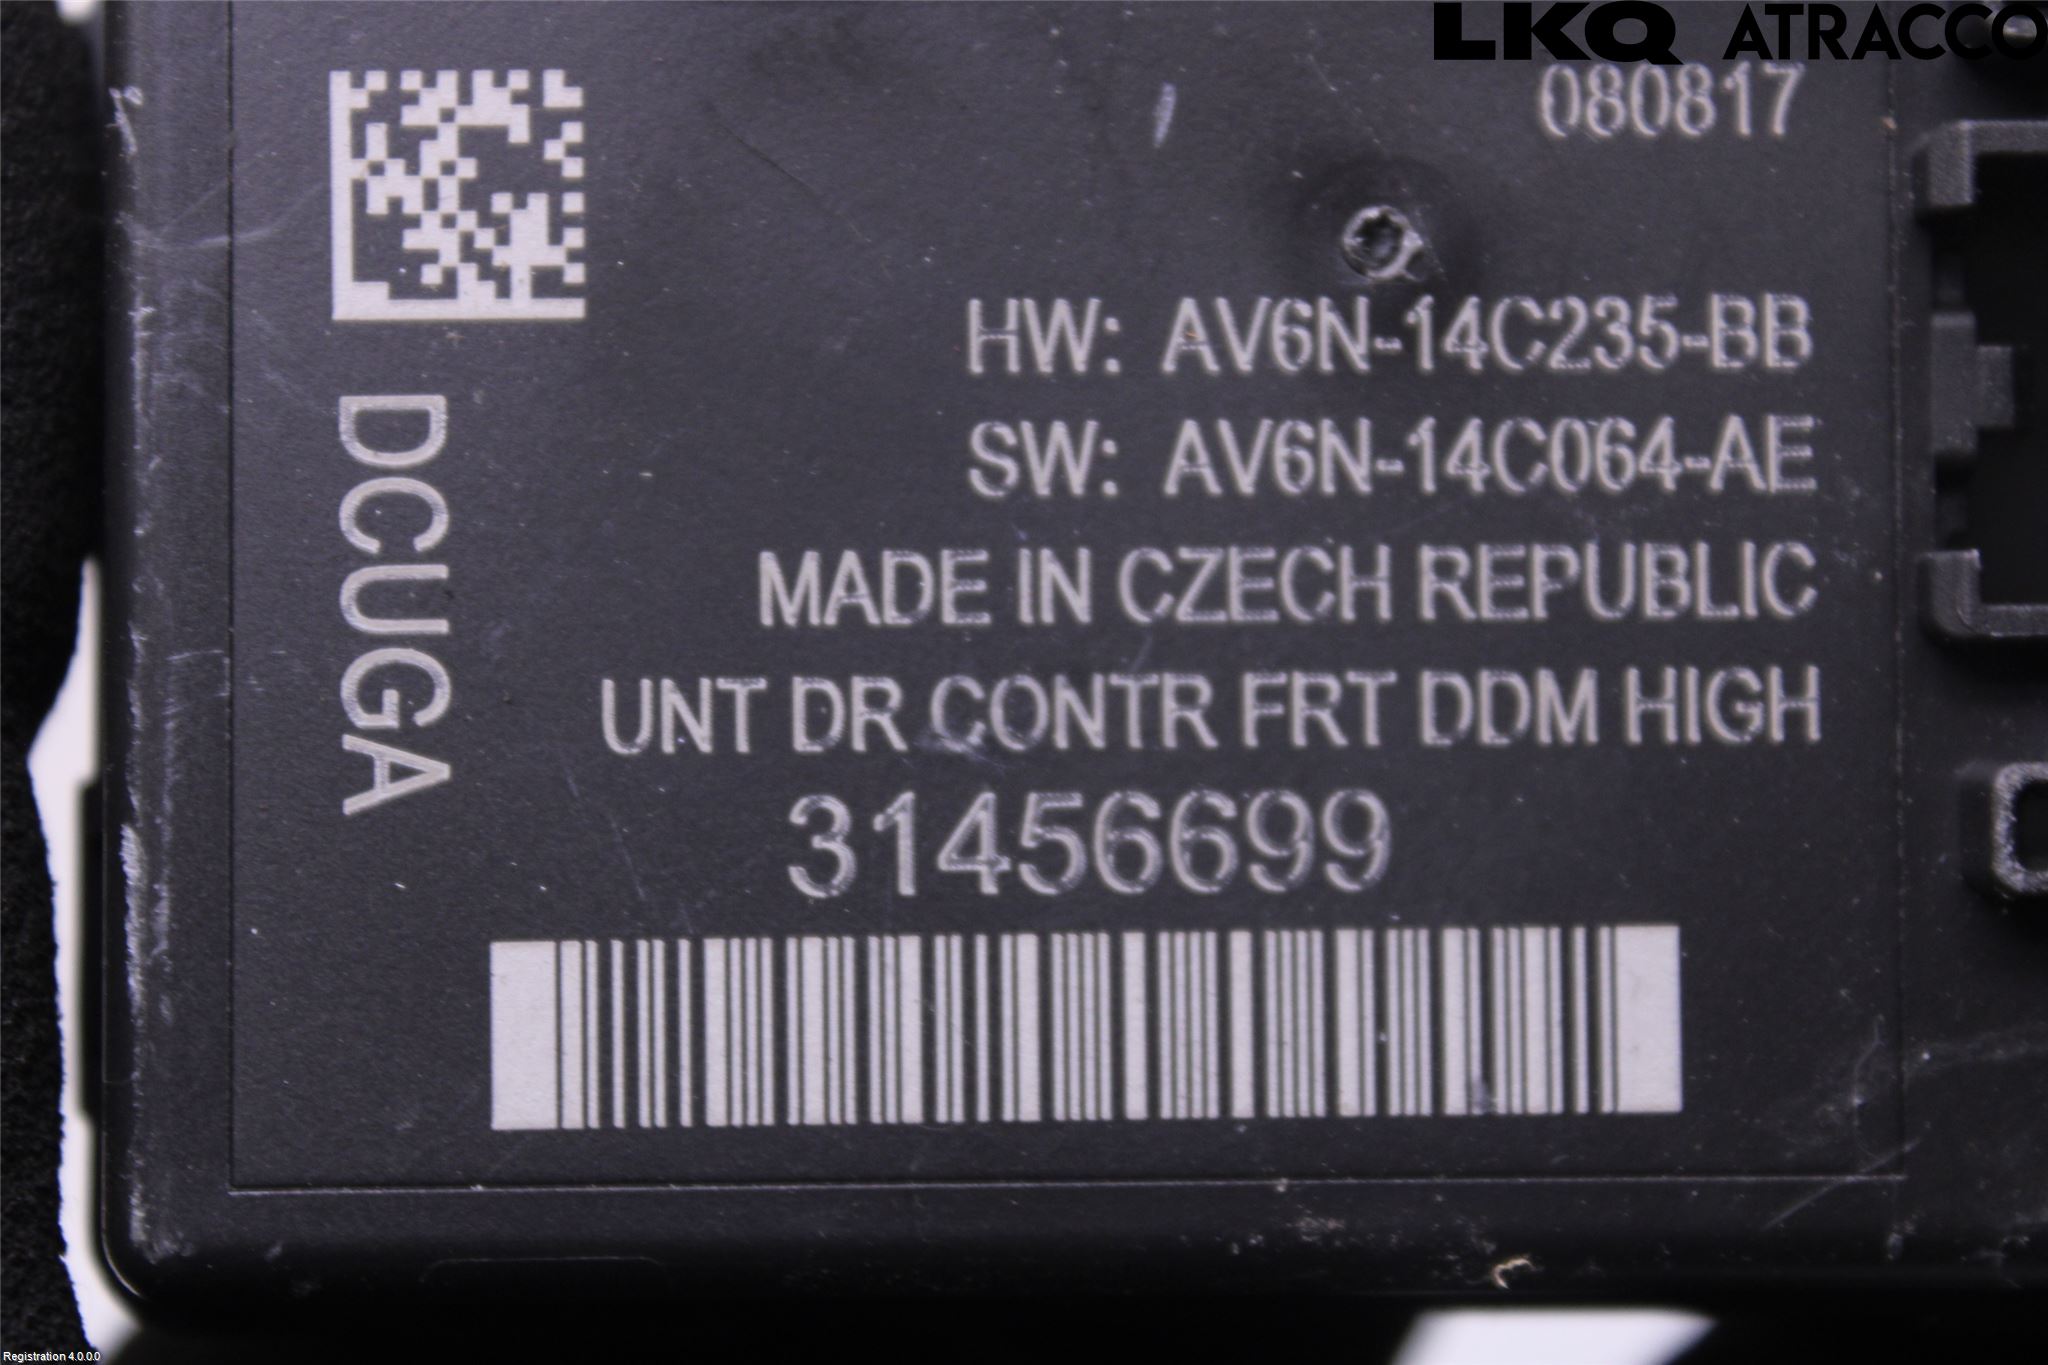 LKQ ATRACCO
080817
HW: AV6N-14C235-BB
SW: AV6N-14C064-AE
MADE IN CZECH REPUBLIC
UNT DR CONTR FRT DDM HIGH
31456699
DCUGA
Registration 4.0.0.0